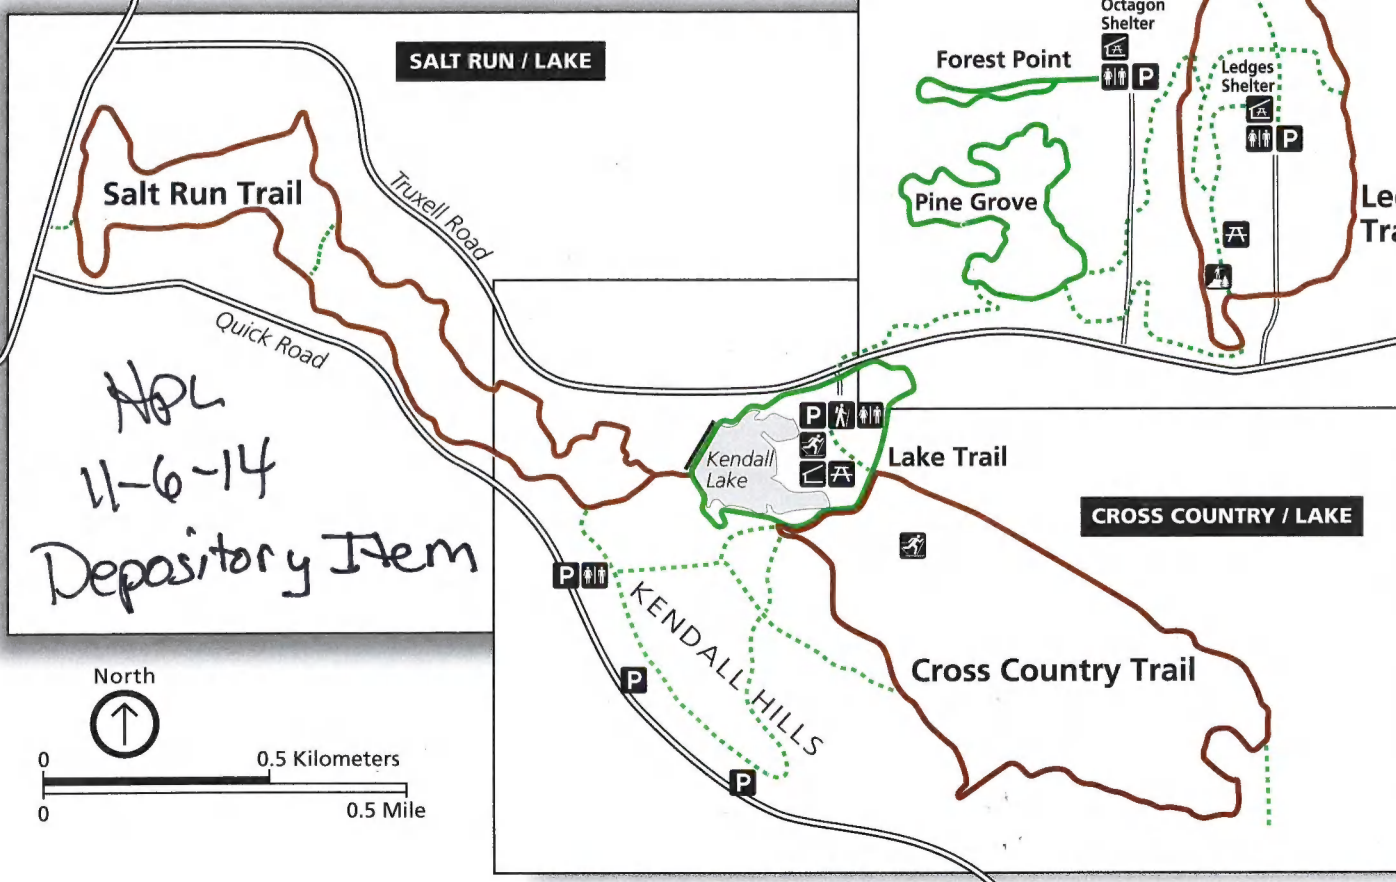 Octagon
Shelter
SALT RUN / LAKE
Forest Point
P
Ledges
Shelter
P
Salt Run Trail
Truxell Road
Pine Grove
Quick Road
HPL
11-6-14
Depository Item
P
Kendall
Lake
Lake Trail
CROSS COUNTRY / LAKE
P
KENDALL HILLS
P
Cross Country Trail
P
North
0
0.5 Kilometers
0
0.5 Mile